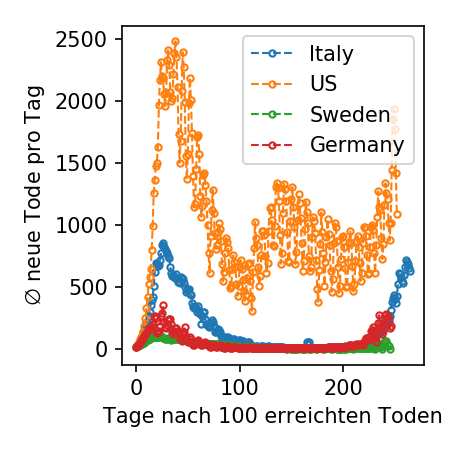 2500
2000
1500
1000
500
0
∅ neue Tode pro Tag
Italy
US
Sweden
Germany
0 100 200
Tage nach 100 erreichten Toden